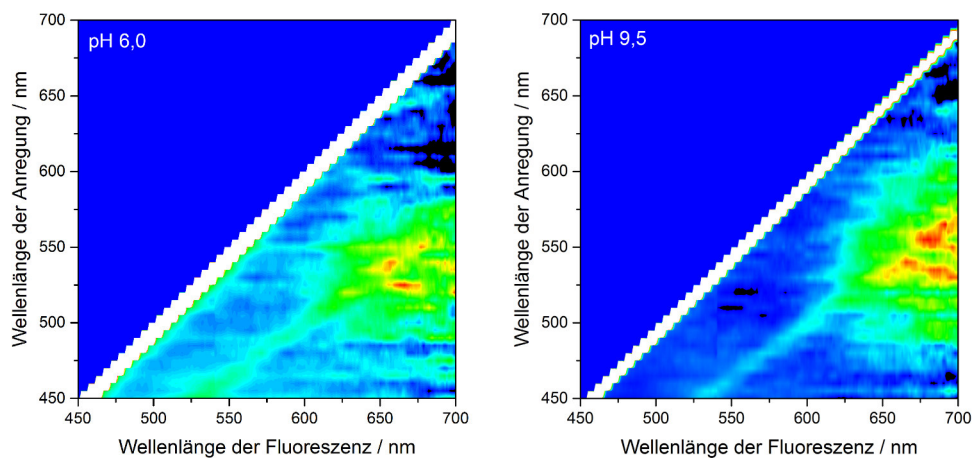 pH 6,0
Wellenlänge der Anregung / nm
700
650
600
550
500
450
450 500 550 600 650 700
Wellenlänge der Fluoreszenz / nm
pH 9,5
Wellenlänge der Anregung / nm
700
650
600
550
500
450
450 500 550 600 650 700
Wellenlänge der Fluoreszenz / nm